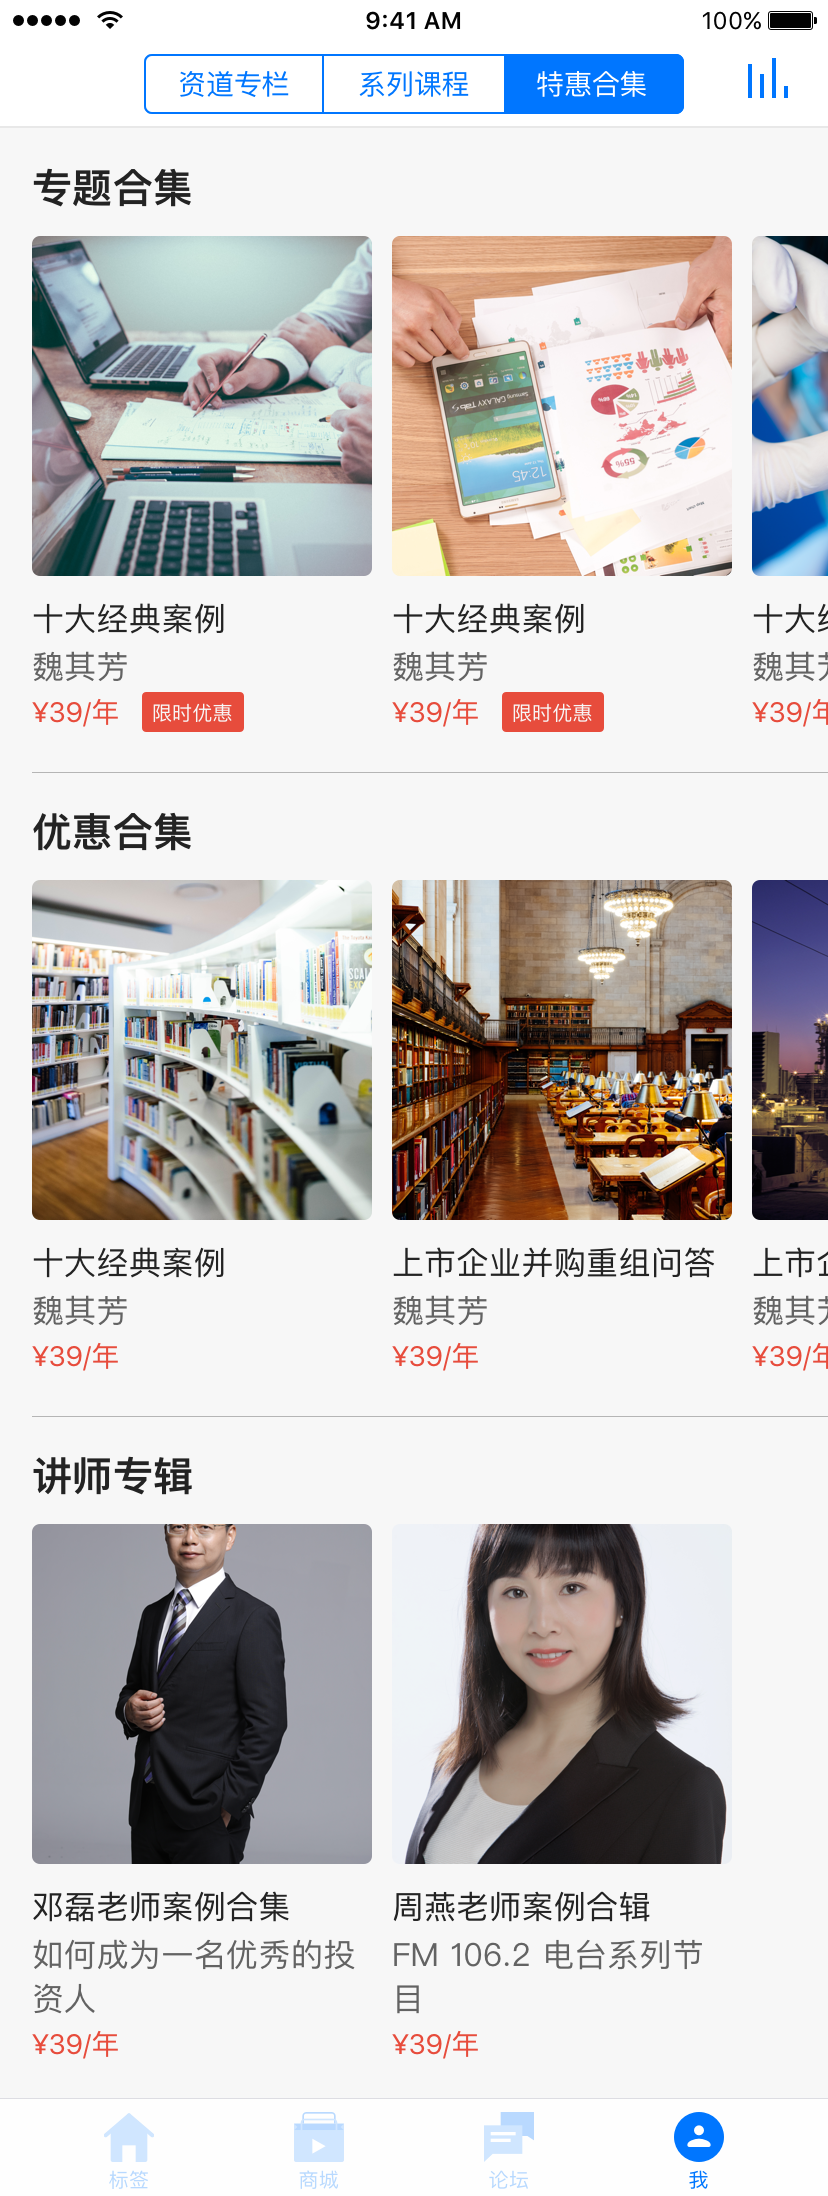 9:41 AM 100%
资道专栏 系列课程 特惠合集
专题合集
十大经典案例 十大经典案例 十大
魏其芳 魏其芳 魏其
¥39/年 限时优惠 ¥39/年 限时优惠 ¥39/年
优惠合集
十大经典案例 上市企业并购重组问答 上市企
魏其芳 魏其芳 魏其
¥39/年 ¥39/年 ¥39/年
讲师专辑
邓磊老师案例合集 周燕老师案例合辑
如何成为一名优秀的投 FM 106.2 电台系列节
资人 目
¥39/年 ¥39/年
标签 商城 论坛 我